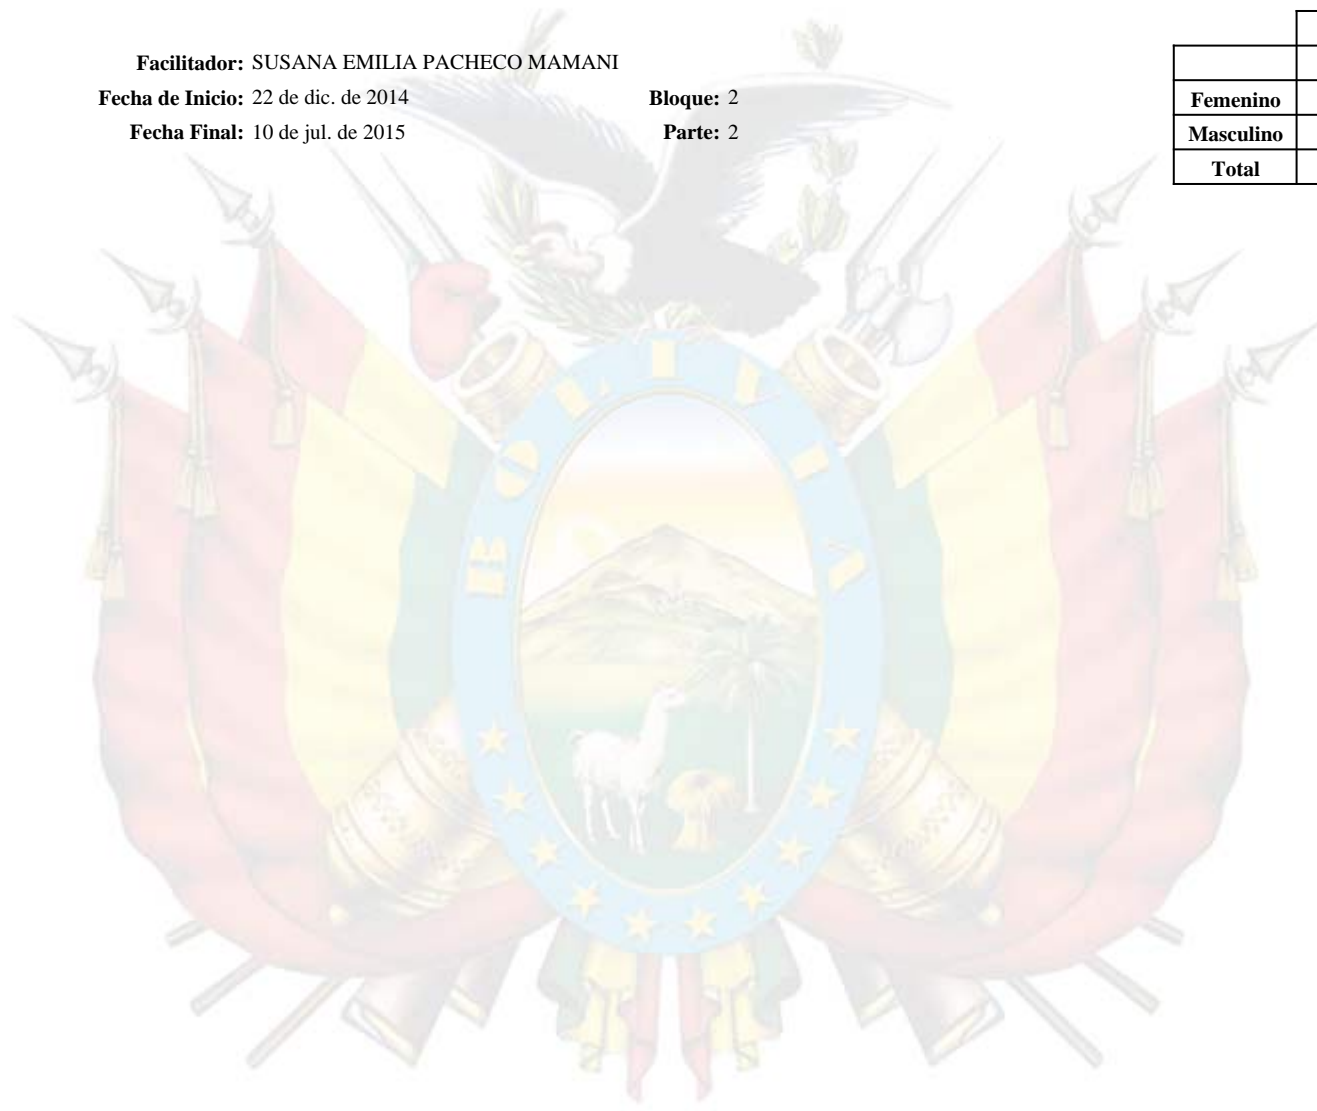 Facilitador: SUSANA EMILIA PACHECO MAMANI
Fecha de Inicio: 22 de dic. de 2014 Bloque: 2
Fecha Final: 10 de jul. de 2015 Parte: 2
Femenino
Masculino
Total
BOLIVIA